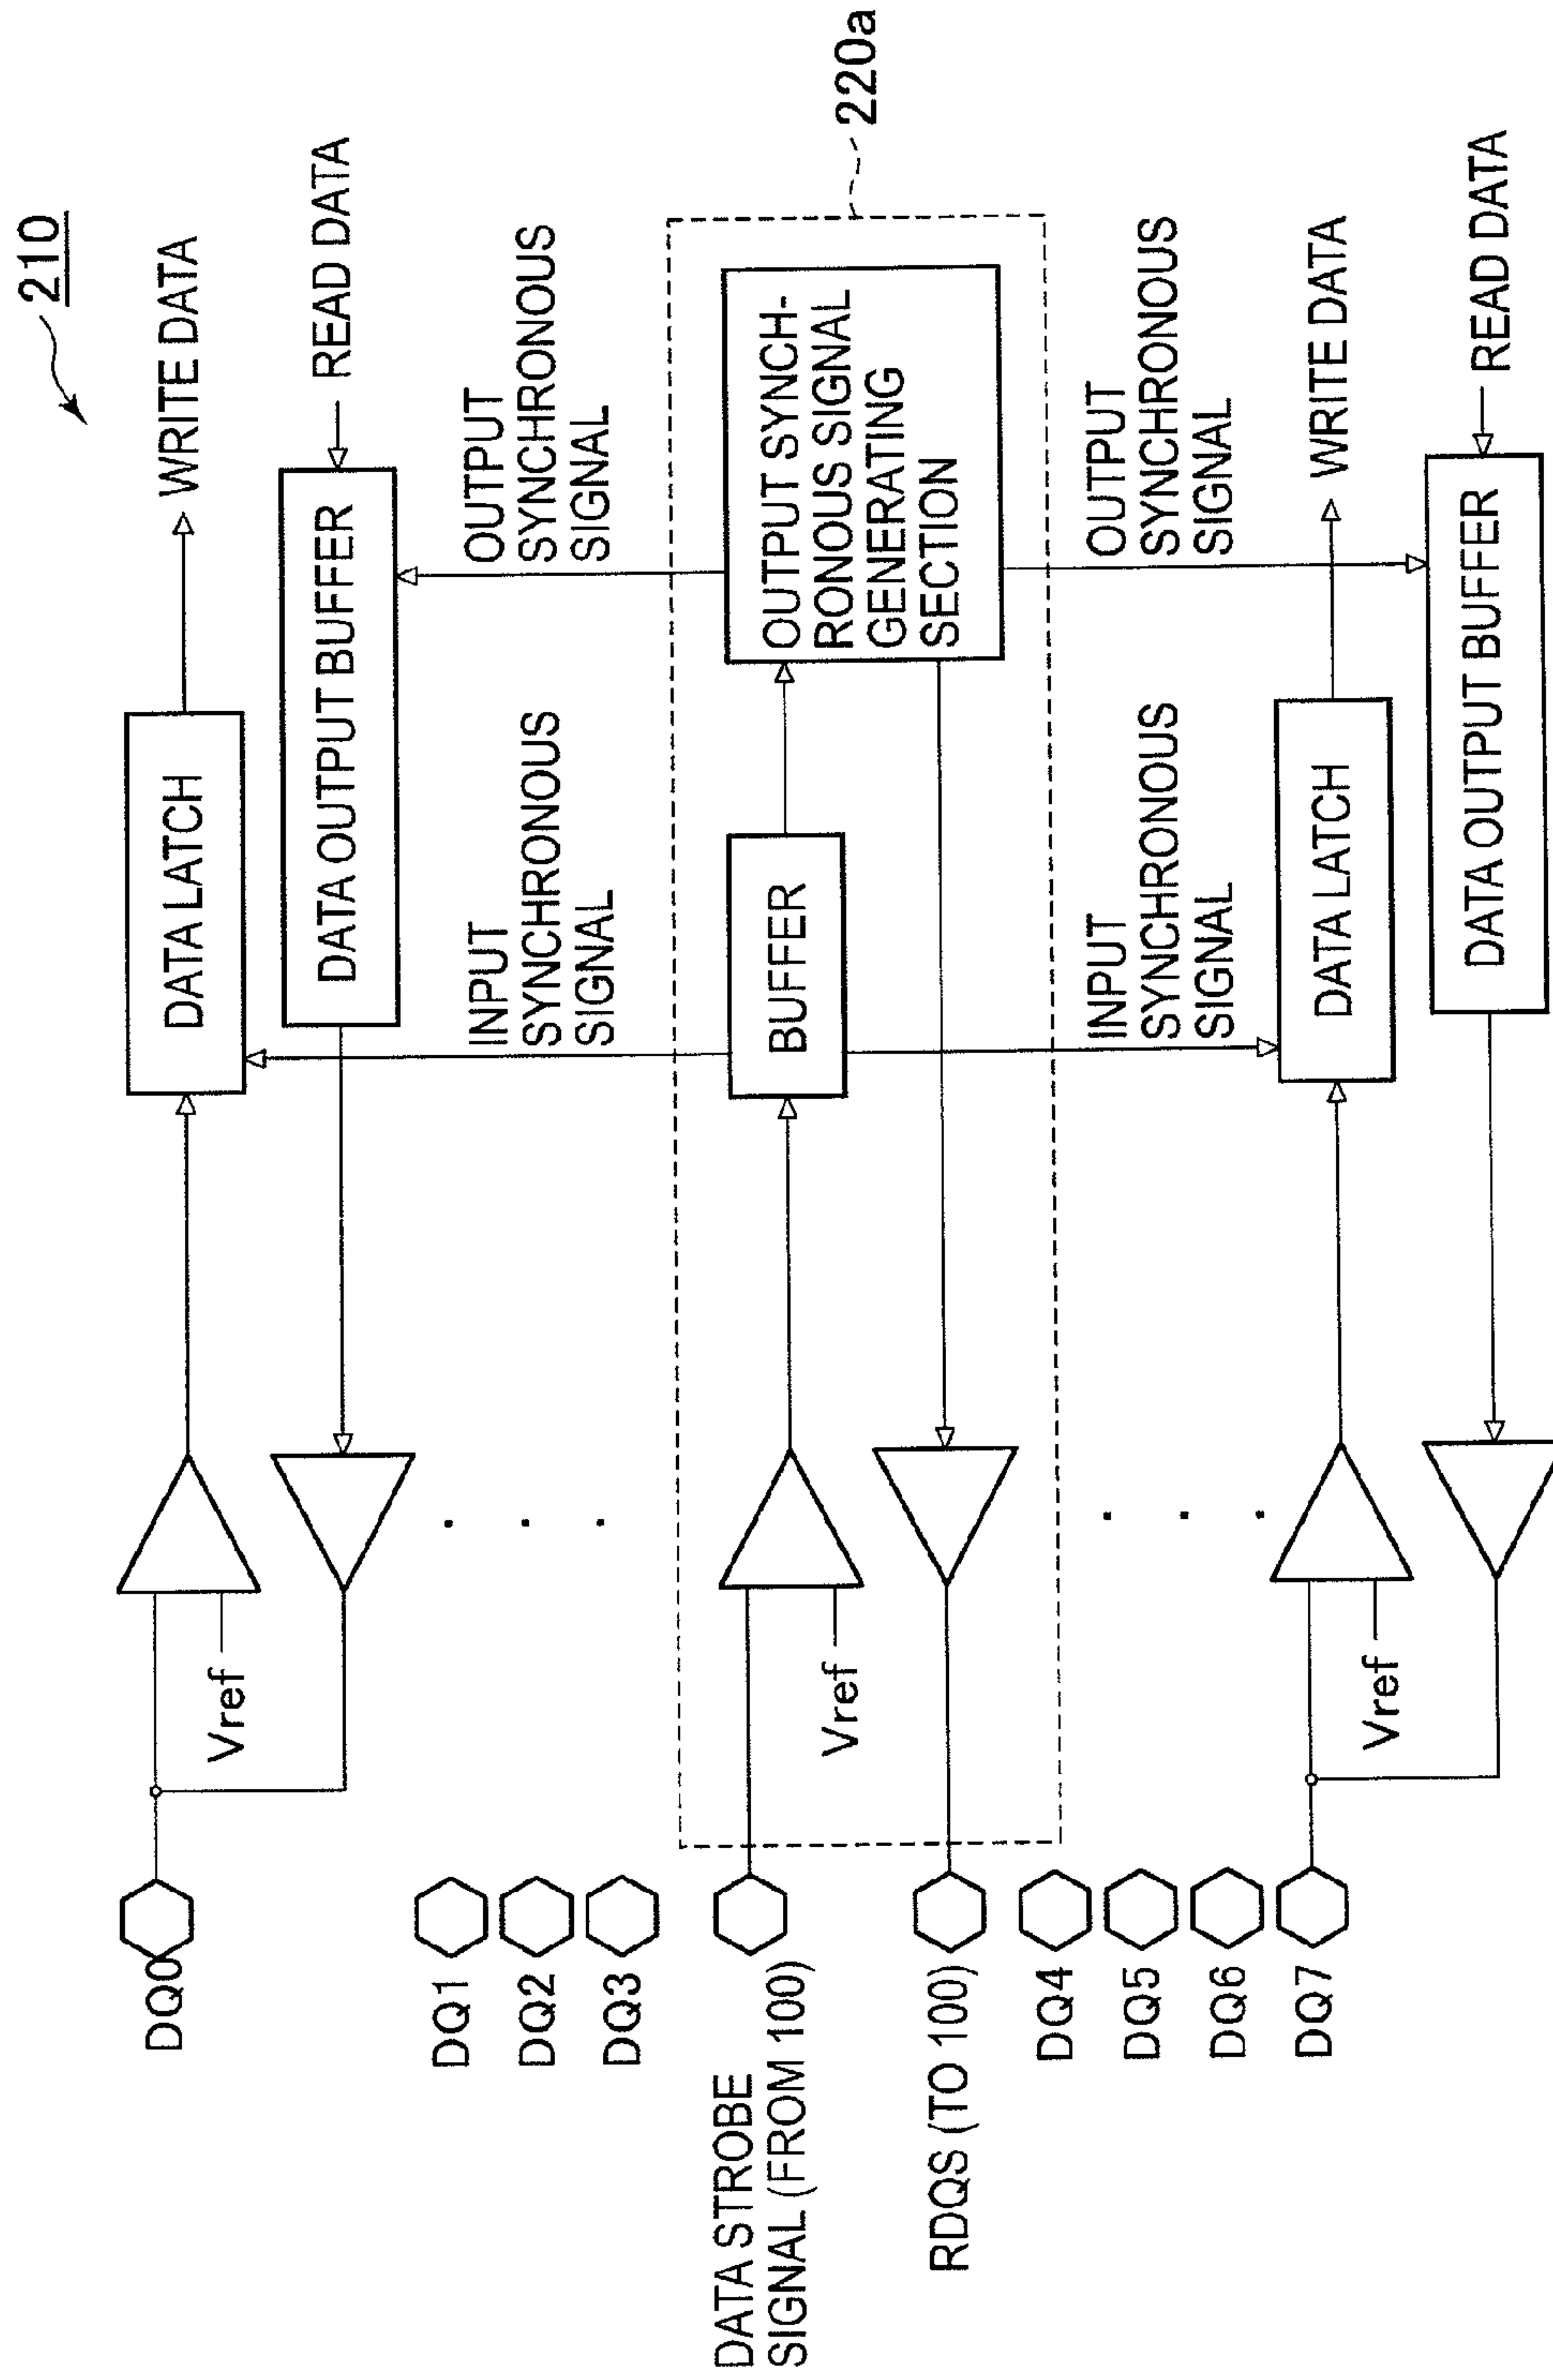 210
DQ0
Vref
DATA LATCH
WRITE DATA
DATA OUTPUT BUFFER
READ DATA
DQ1
DQ2
DQ3
INPUT
SYNCHRONOUS
SIGNAL
OUTPUT
SYNCHRONOUS
SIGNAL
220a
DATA STROBE
SIGNAL (FROM 100)
Vref
BUFFER
OUTPUT SYNCH-
RONOUS SIGNAL
GENERATING
SECTION
RDQS (TO 100)
DQ4
DQ5
DQ6
DQ7
INPUT
SYNCHRONOUS
SIGNAL
OUTPUT
SYNCHRONOUS
SIGNAL
Vref
DATA LATCH
WRITE DATA
DATA OUTPUT BUFFER
READ DATA